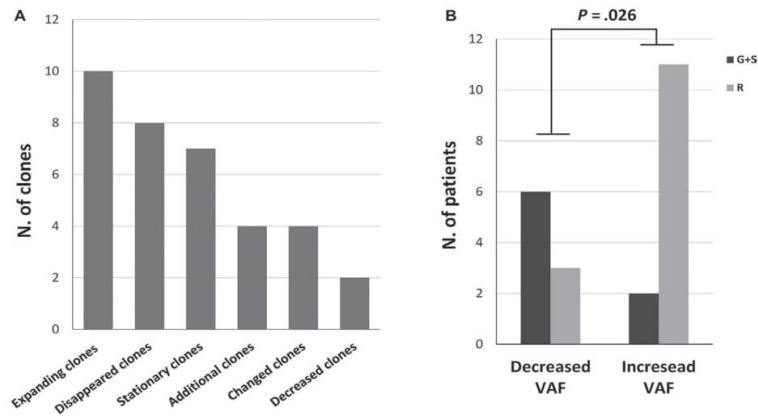 A
N. of clones
12
10
8
6
4
2
0
Expanding clones
Disappeared clones
Stationary clones
Additional clones
Changed clones
Decreased clones
B
P = .026
N. of patients
12
10
8
6
4
2
0
Decreased
VAF
Incresead
VAF
G+S
R